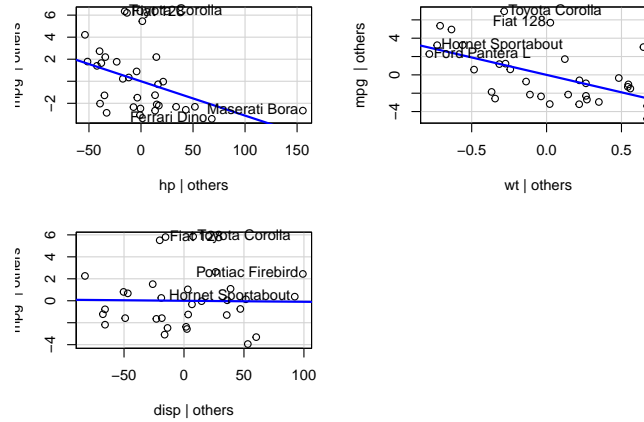 Toyota Corolla
Fiat 128
Maserati Bora
Ferrari Dino
6
4
2
−2
−50
0
50
100
150
mpg | others
hp | others
Toyota Corolla
Fiat 128
Hornet Sportabout
Ford Pantera L
4
0
−4
−0.5
0.0
0.5
mpg | others
wt | others
Fiat 128
Toyota Corolla
Pontiac Firebird
Hornet Sportabout
6
4
2
0
−4
−50
0
50
100
mpg | others
disp | others